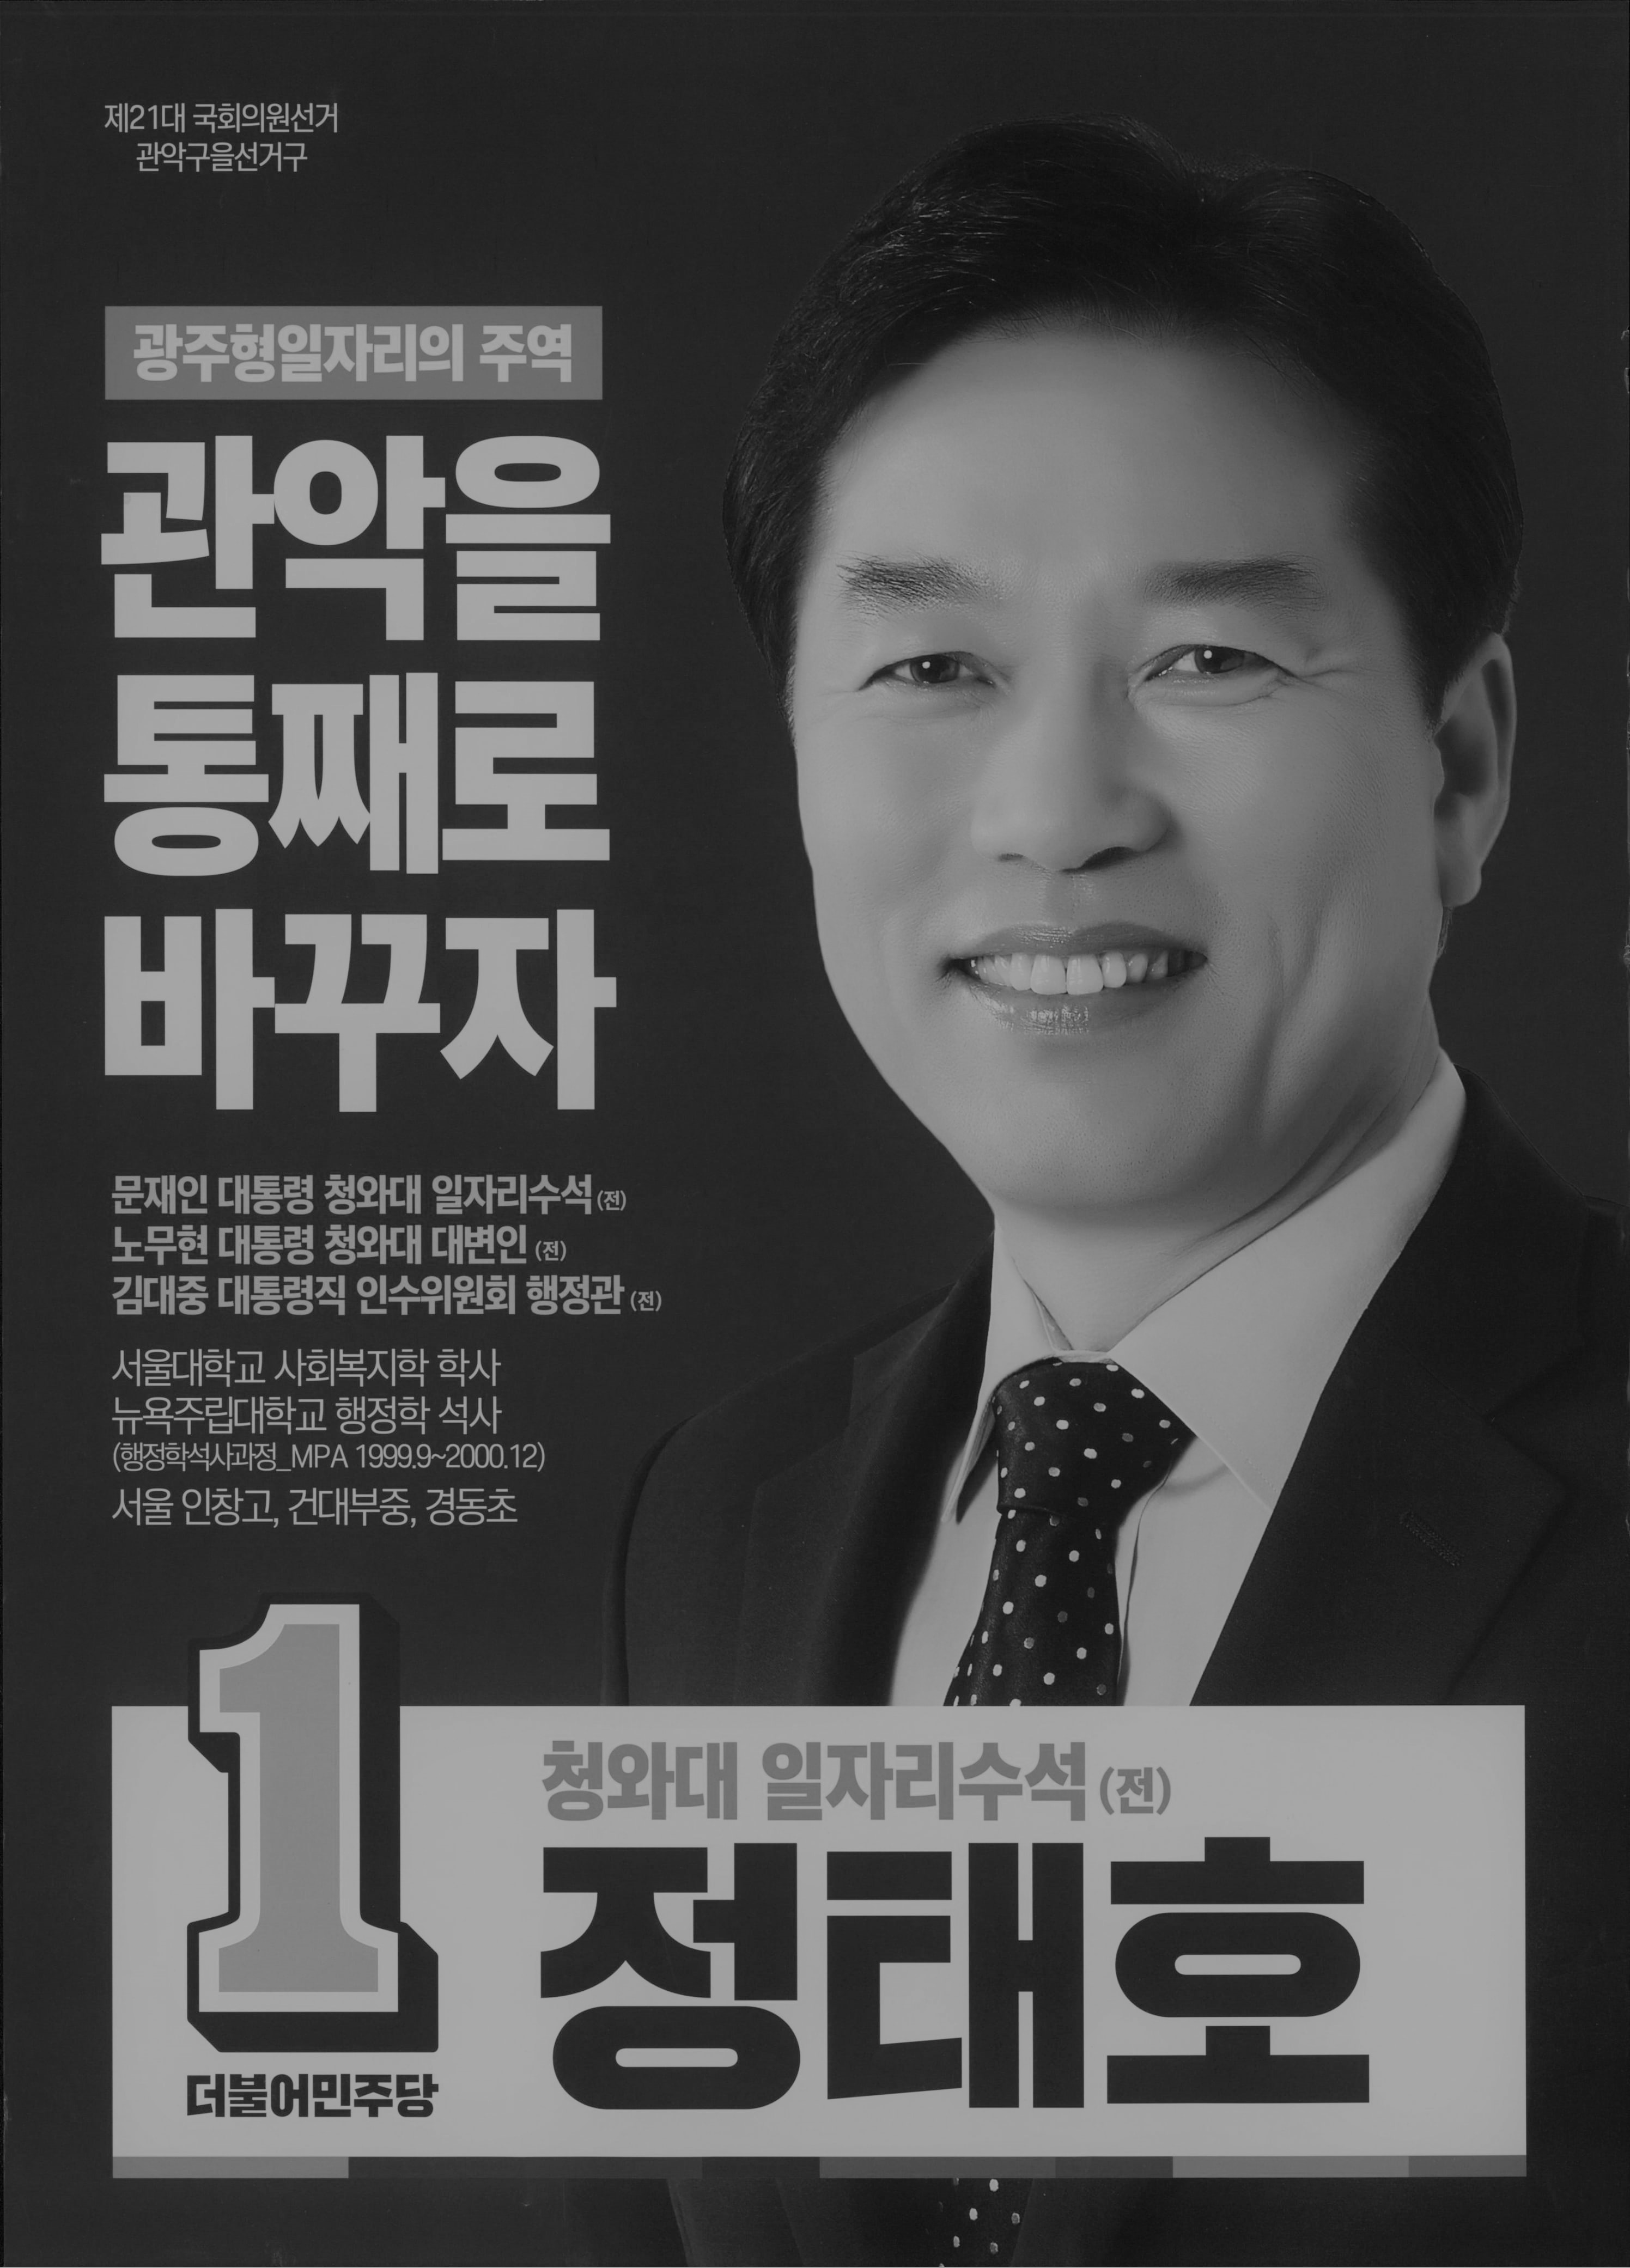 제21대 국회의원선거
관악구을선거구
광주형일자리의 주역
관악을
통째로
바꾸자
문재인 대통령 청와대 일자리수석(전)
노무현 대통령 청와대 대변인(전)
김대중 대통령직 인수위원회 행정관(전)
서울대학교 사회복지학 학사
뉴욕주립대학교 행정학 석사
(행정학석사과정_MPA 1999.9~2000.12)
서울 인창고, 건대부중, 경동초
1
더불어민주당
청와대 일자리수석(전)
정태호